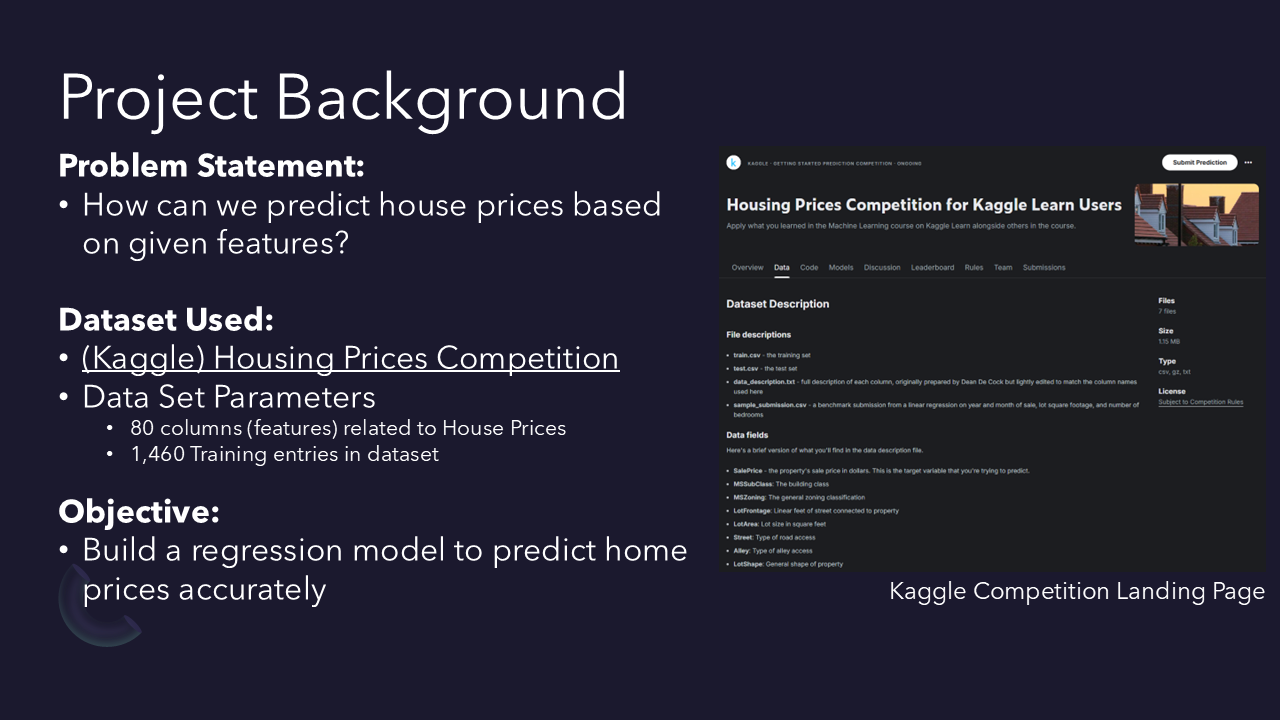 Project Background
Problem Statement:
• How can we predict house prices based
on given features?
Dataset Used:
• (Kaggle) Housing Prices Competition
• Data Set Parameters
• 80 columns (features) related to House Prices
• 1,460 Training entries in dataset
Objective:
• Build a regression model to predict home
prices accurately
k
KAGGLE · GETTING STARTED PREDICTION COMPETITION · ONGOING
Submit Prediction
Housing Prices Competition for Kaggle Learn Users
Apply what you learned in the Machine Learning course on Kaggle Learn alongside others in the course.
Overview Data Code Models Discussion Leaderboard Rules Team Submissions
Dataset Description
File descriptions
• train.csv - the training set
• test.csv - the test set
• data_description.txt - full description of each column, originally prepared by Dean De Cock but lightly edited to match the column names
used here
• sample_submission.csv - a benchmark submission from a linear regression on year and month of sale, lot square footage, and number of
bedrooms
Data fields
Here's a brief version of what you'll find in the data description file.
• SalePrice - the property's sale price in dollars. This is the target variable that you're trying to predict.
• MSSubClass: The building class
• MSZoning: The general zoning classification
• LotFrontage: Linear feet of street connected to property
• LotArea: Lot size in square feet
• Street: Type of road access
• Alley: Type of alley access
• LotShape: General shape of property
Files
7 files
Size
1.15 MB
Type
csv, gz, txt
License
Subject to Competition Rules
Kaggle Competition Landing Page